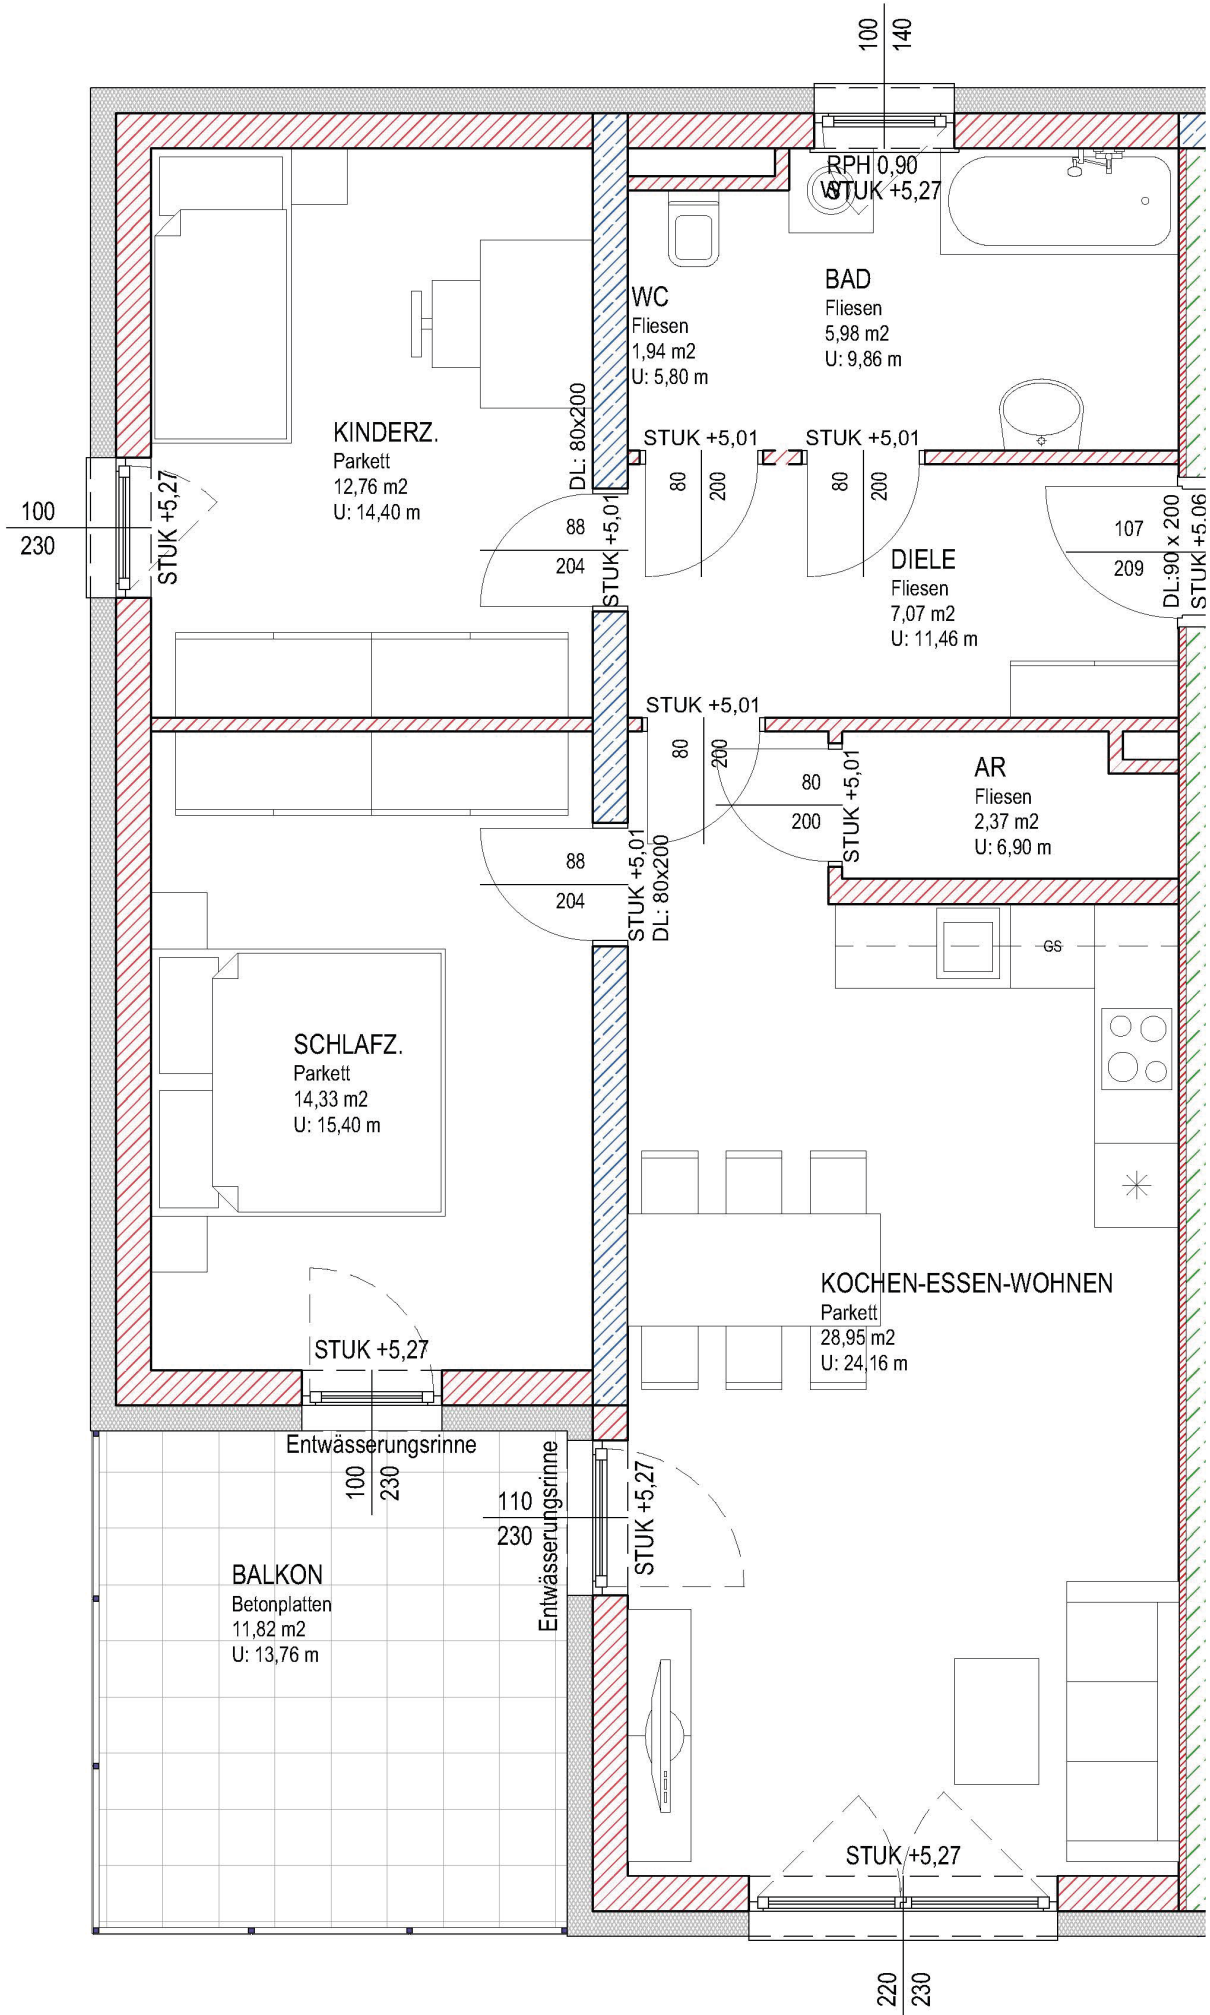 100
140
RPH 0,90
STUK +5,27
BAD
Fliesen
5,98 m2
U: 9,86 m
WC
Fliesen
1,94 m2
U: 5,80 m
KINDERZ.
Parkett
12,76 m2
U: 14,40 m
DL: 80x200
STUK +5,01
STUK +5,01
80
200
80
200
100
230
STUK +5,27
88
204
STUK +5,01
DIELE
Fliesen
7,07 m2
U: 11,46 m
107
209
DL:90 x 200
STUK +5,06
STUK +5,01
80
200
80
200
STUK +5,01
AR
Fliesen
2,37 m2
U: 6,90 m
88
204
STUK +5,01
DL: 80x200
GS
SCHLAFZ.
Parkett
14,33 m2
U: 15,40 m
KOCHEN-ESSEN-WOHNEN
Parkett
28,95 m2
U: 24,16 m
STUK +5,27
Entwässerungsrinne
100
230
110
230
Entwässerungsrinne
STUK +5,27
BALKON
Betonplatten
11,82 m2
U: 13,76 m
STUK +5,27
220
230